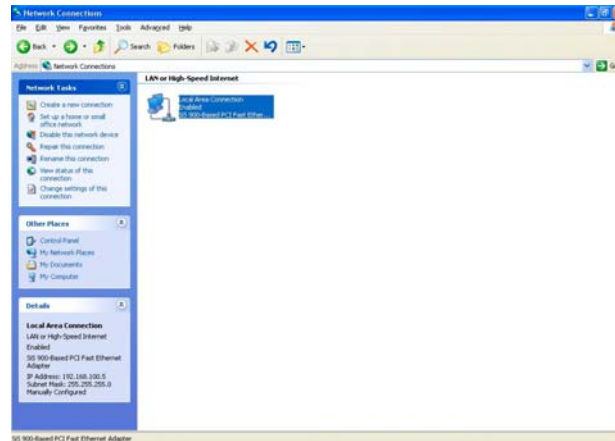 Network Connections
File Edit View Favorites Tools Advanced Help
Back Search Folders
Address Network Connections
Network Tasks
Create a new connection
Set up a home or small
office network
Disable this network device
Repair this connection
Rename this connection
View status of this
connection
Change settings of this
connection
Other Places
Control Panel
My Network Places
My Documents
My Computer
Details
Local Area Connection
LAN or High-Speed Internet
Enabled
SiS 900-Based PCI Fast Ethernet
Adapter
IP Address: 192.168.100.5
Subnet Mask: 255.255.255.0
Manually Configured
LAN or High-Speed Internet
Local Area Connection
Enabled
SiS 900-Based PCI Fast Ether...
SiS 900-Based PCI Fast Ethernet Adapter